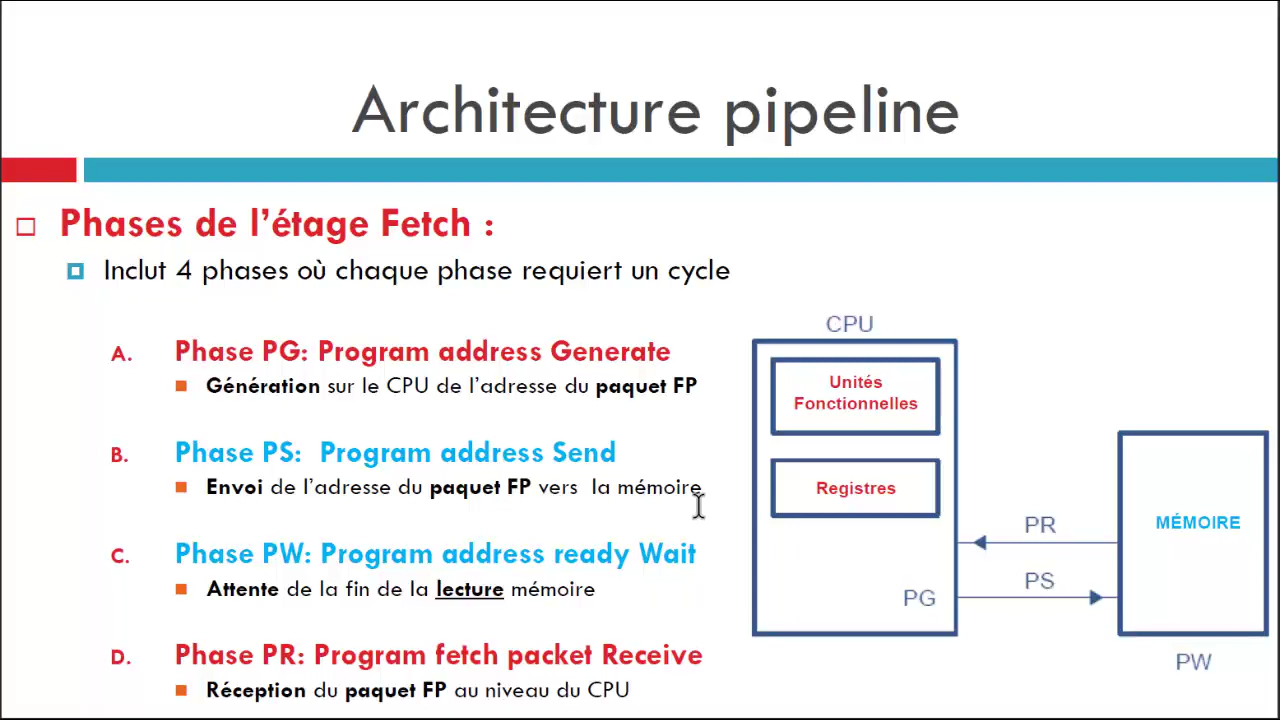 Architecture pipeline
Phases de l'étage Fetch :
Inclut 4 phases où chaque phase requiert un cycle
A. Phase PG: Program address Generate
Génération sur le CPU de l'adresse du paquet FP
B. Phase PS: Program address Send
Envoi de l'adresse du paquet FP vers la mémoire
C. Phase PW: Program address ready Wait
Attente de la fin de la lecture mémoire
D. Phase PR: Program fetch packet Receive
Réception du paquet FP au niveau du CPU
CPU
Unités
Fonctionnelles
Registres
PG
PR
PS
MÉMOIRE
PW